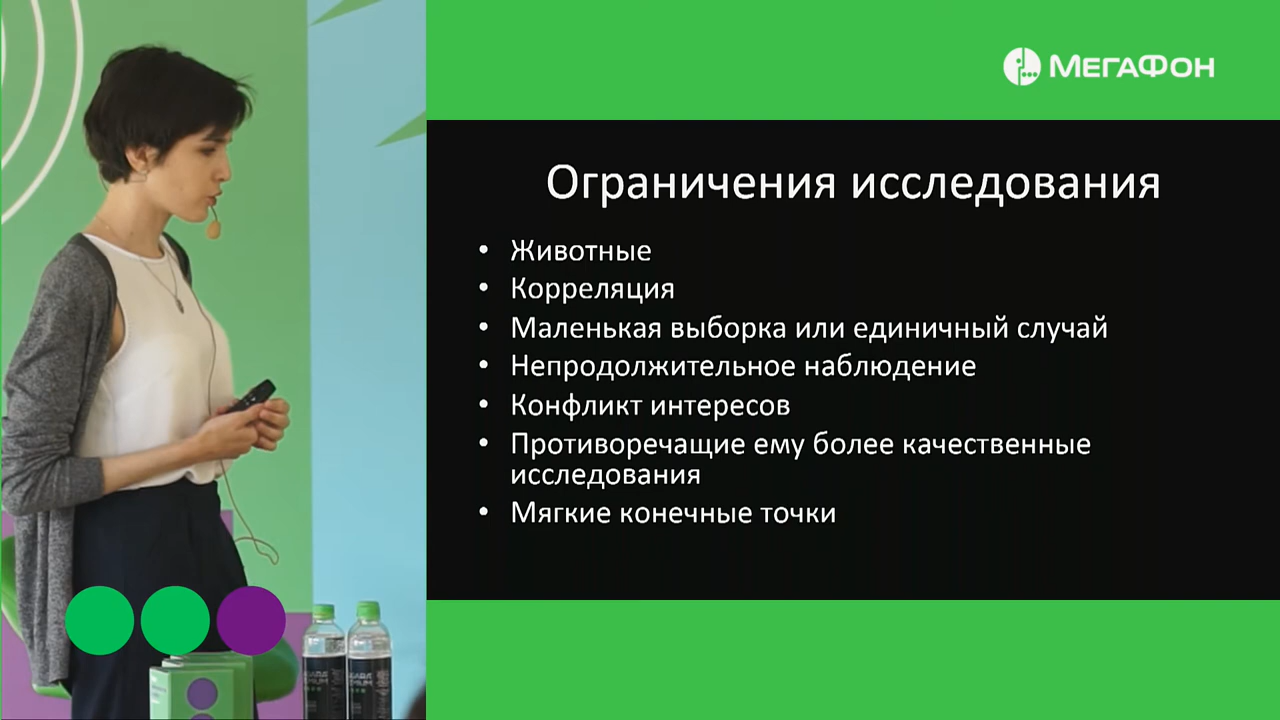 МЕГАФОН
Ограничения исследования
• Животные
• Корреляция
• Маленькая выборка или единичный случай
• Непродолжительное наблюдение
• Конфликт интересов
• Противоречащие ему более качественные
исследования
• Мягкие конечные точки